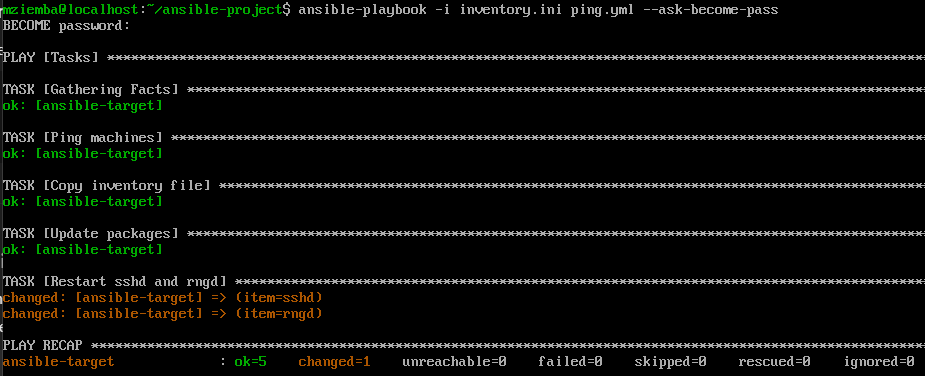 mziemba@localhost:~/ansible-project$ ansible-playbook -i inventory.ini ping.yml --ask-become-pass
BECOME password:
PLAY [Tasks] ****************************************************************************************************
TASK [Gathering Facts] ******************************************************************************************
ok: [ansible-target]
TASK [Ping machines] ********************************************************************************************
ok: [ansible-target]
TASK [Copy inventory file] **************************************************************************************
ok: [ansible-target]
TASK [Update packages] ******************************************************************************************
ok: [ansible-target]
TASK [Restart sshd and rngd] ************************************************************************************
changed: [ansible-target] => (item=sshd)
changed: [ansible-target] => (item=rngd)
PLAY RECAP ******************************************************************************************************
ansible-target             : ok=5    changed=1    unreachable=0    failed=0    skipped=0    rescued=0    ignored=0